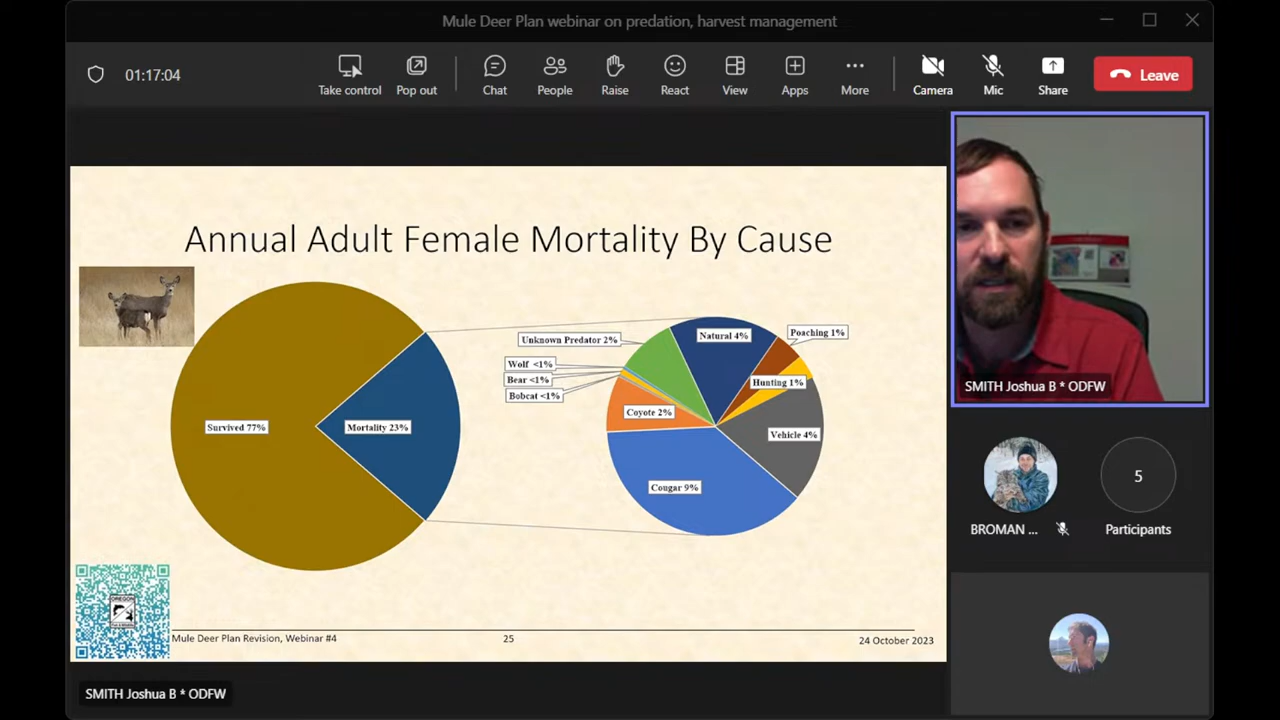 Mule Deer Plan webinar on predation, harvest management
01:17:04
Take control
Pop out
Chat
People
Raise
React
View
Apps
More
Camera
Mic
Share
Leave
Annual Adult Female Mortality By Cause
Survived 77%
Mortality 23%
Unknown Predator 2%
Natural 4%
Poaching 1%
Wolf <1%
Bear <1%
Bobcat <1%
Hunting 1%
Coyote 2%
Vehicle 4%
Cougar 9%
OREGON
Mule Deer Plan Revision, Webinar #4
25
24 October 2023
SMITH Joshua B * ODFW
SMITH Joshua B * ODFW
BROMAN ...
5
Participants